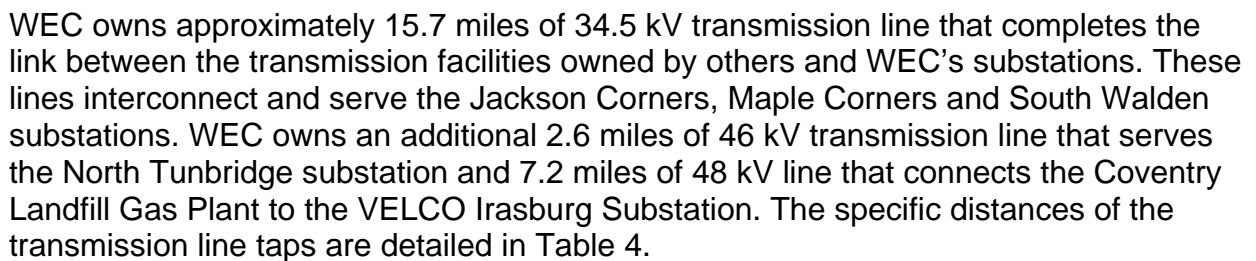 WEC owns approximately 15.7 miles of 34.5 kV transmission line that completes the
link between the transmission facilities owned by others and WEC’s substations. These
lines interconnect and serve the Jackson Corners, Maple Corners and South Walden
substations. WEC owns an additional 2.6 miles of 46 kV transmission line that serves
the North Tunbridge substation and 7.2 miles of 48 kV line that connects the Coventry
Landfill Gas Plant to the VELCO Irasburg Substation. The specific distances of the
transmission line taps are detailed in Table 4.